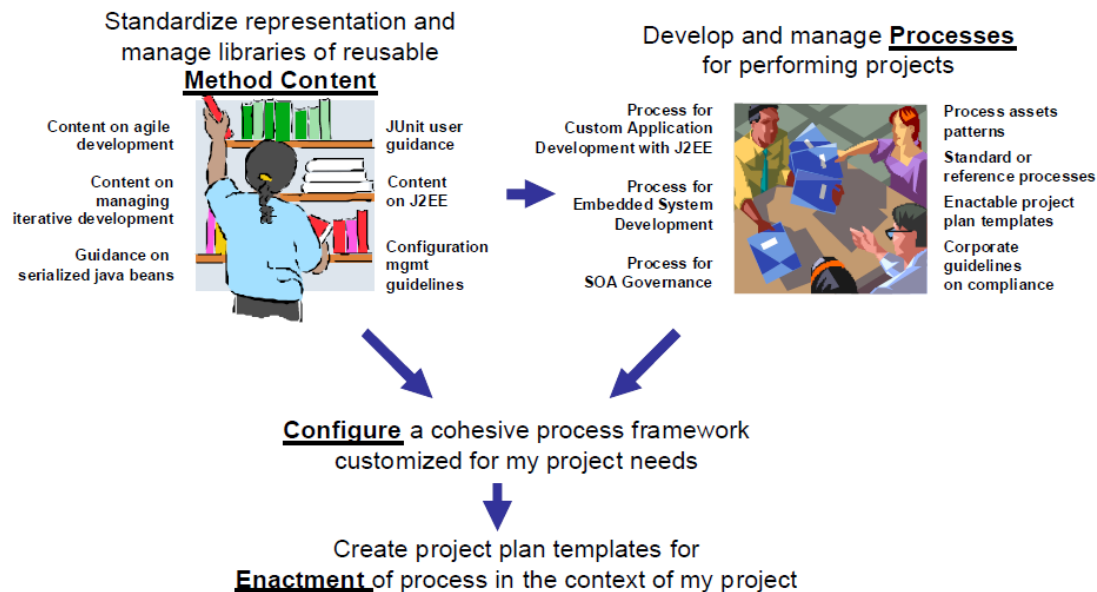 Standardize representation and
manage libraries of reusable
Method Content
Content on agile
development
Content on
managing
iterative development
Guidance on
serialized java beans
JUnit user
guidance
Content
on J2EE
Configuration
mgmt
guidelines
Develop and manage Processes
for performing projects
Process for
Custom Application
Development with J2EE
Process for
Embedded System
Development
Process for
SOA Governance
Process assets
patterns
Standard or
reference processes
Enactable project
plan templates
Corporate
guidelines
on compliance
Configure a cohesive process framework
customized for my project needs
Create project plan templates for
Enactment of process in the context of my project